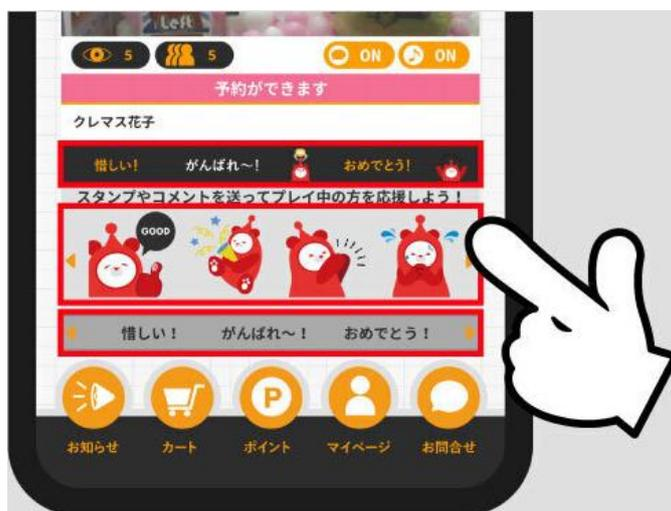 Left
5 5 ON ON
予約ができます
クレマス花子
惜しい! がんばれ〜! おめでとう!
スタンプやコメントを送ってプレイ中の方を応援しよう!
GOOD
惜しい! がんばれ〜! おめでとう!
P
お知らせ カート ポイント マイページ お問合せ